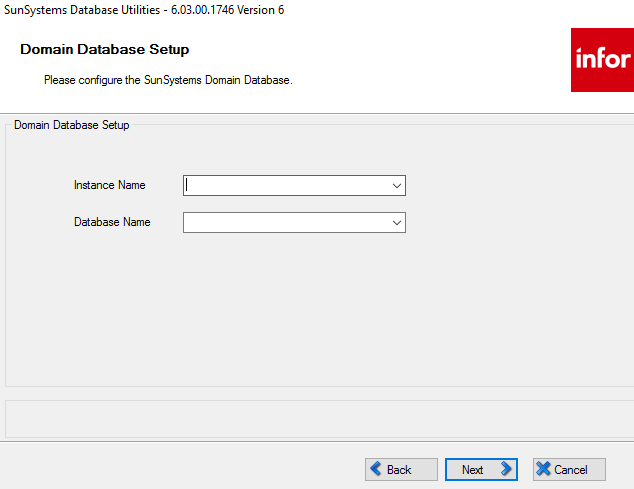 SunSystems Database Utilities - 6.03.00.1746 Version 6
Domain Database Setup
Please configure the SunSystems Domain Database.
infor
Domain Database Setup
Instance Name
Database Name
Back
Next
Cancel